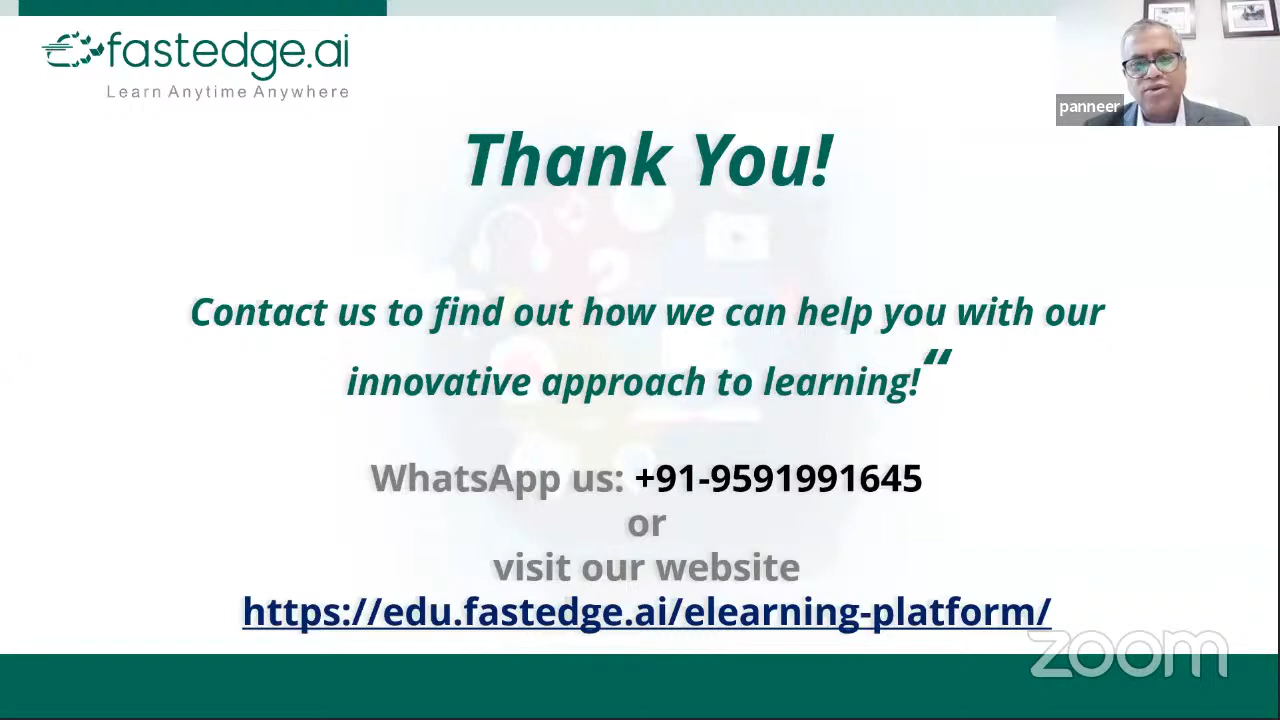 fastedge.ai
Learn Anytime Anywhere
panneer
Thank You!
Contact us to find out how we can help you with our
innovative approach to learning!“
WhatsApp us: +91-9591991645
or
visit our website
https://edu.fastedge.ai/elearning-platform/
zoom